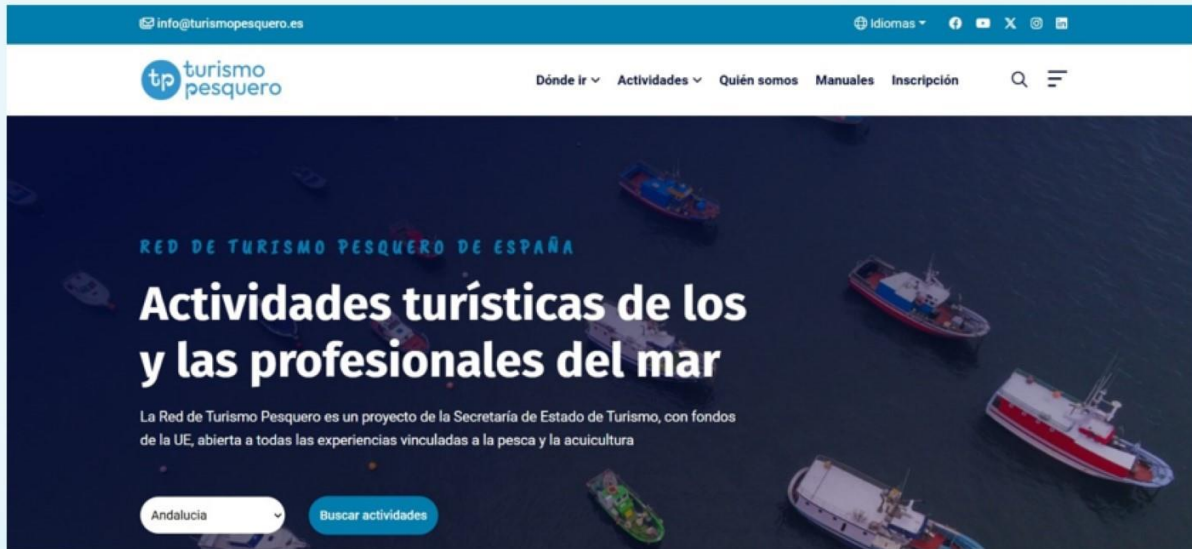 info@turismopesquero.es
Idiomas
tp turismo
pesquero
Dónde ir
Actividades
Quién somos
Manuales
Inscripción
RED DE TURISMO PESQUERO DE ESPAÑA
Actividades turísticas de los
y las profesionales del mar
La Red de Turismo Pesquero es un proyecto de la Secretaría de Estado de Turismo, con fondos
de la UE, abierta a todas las experiencias vinculadas a la pesca y la acuicultura
Andalucia
Buscar actividades